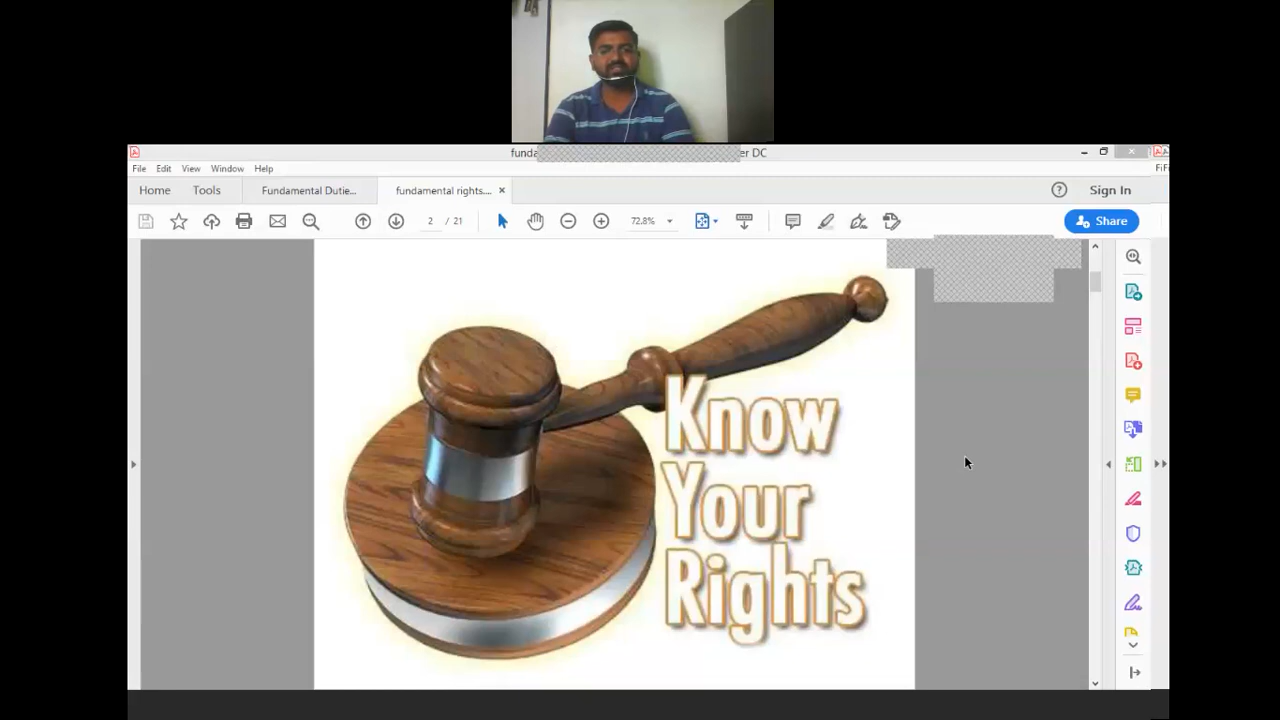 funda er DC
File Edit View Window Help
Home Tools Fundamental Dutie... fundamental rights.... × Sign In
2 / 21 72.8% Share
Know
Your
Rights